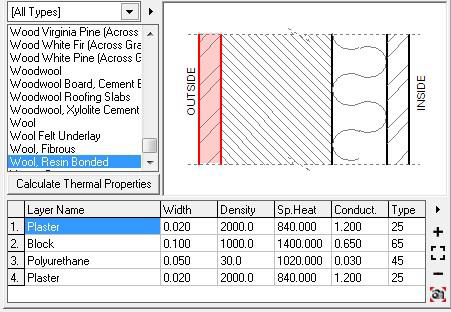 [All Types]
Wood Virginia Pine (Across
Wood White Fir (Across Gra
Wood White Pine (Across G
Woodwool
Woodwool Board, Cement B
Woodwool Roofing Slabs
Woodwool, Xylolite Cement
Wool
Wool Felt Underlay
Wool, Fibrous
Wool, Resin Bonded
Calculate Thermal Properties
OUTSIDE
INSIDE
Layer Name Width Density Sp.Heat Conduct. Type
1. Plaster 0.020 2000.0 840.000 1.200 25
2. Block 0.100 1000.0 1400.000 0.650 65
3. Polyurethane 0.050 30.0 1020.000 0.030 45
4. Plaster 0.020 2000.0 840.000 1.200 25